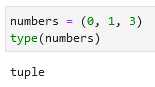 numbers = (0, 1, 3)
type(numbers)
tuple